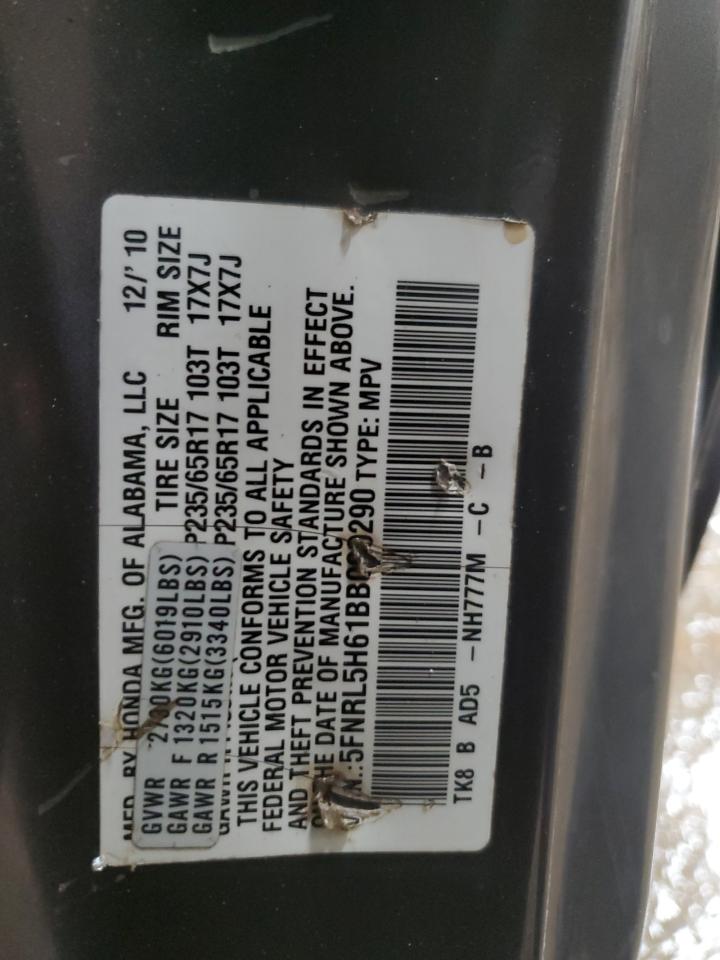 MFD BY HONDA MFG. OF ALABAMA, LLC 12/' 10
GVWR KG(6019LBS) TIRE SIZE RIM SIZE
GAWR F 1320KG(2910LBS) P235/65R17 103T 17X7J
GAWR R 1515KG(3340LBS) P235/65R17 103T 17X7J
THIS VEHICLE CONFORMS TO ALL APPLICABLE
FEDERAL MOTOR VEHICLE SAFETY
AND THEFT PREVENTION STANDARDS IN EFFECT
THE DATE OF MANUFACTURE SHOWN ABOVE.
TYPE: MPV
TK8 B AD5 -NH777M -C -B